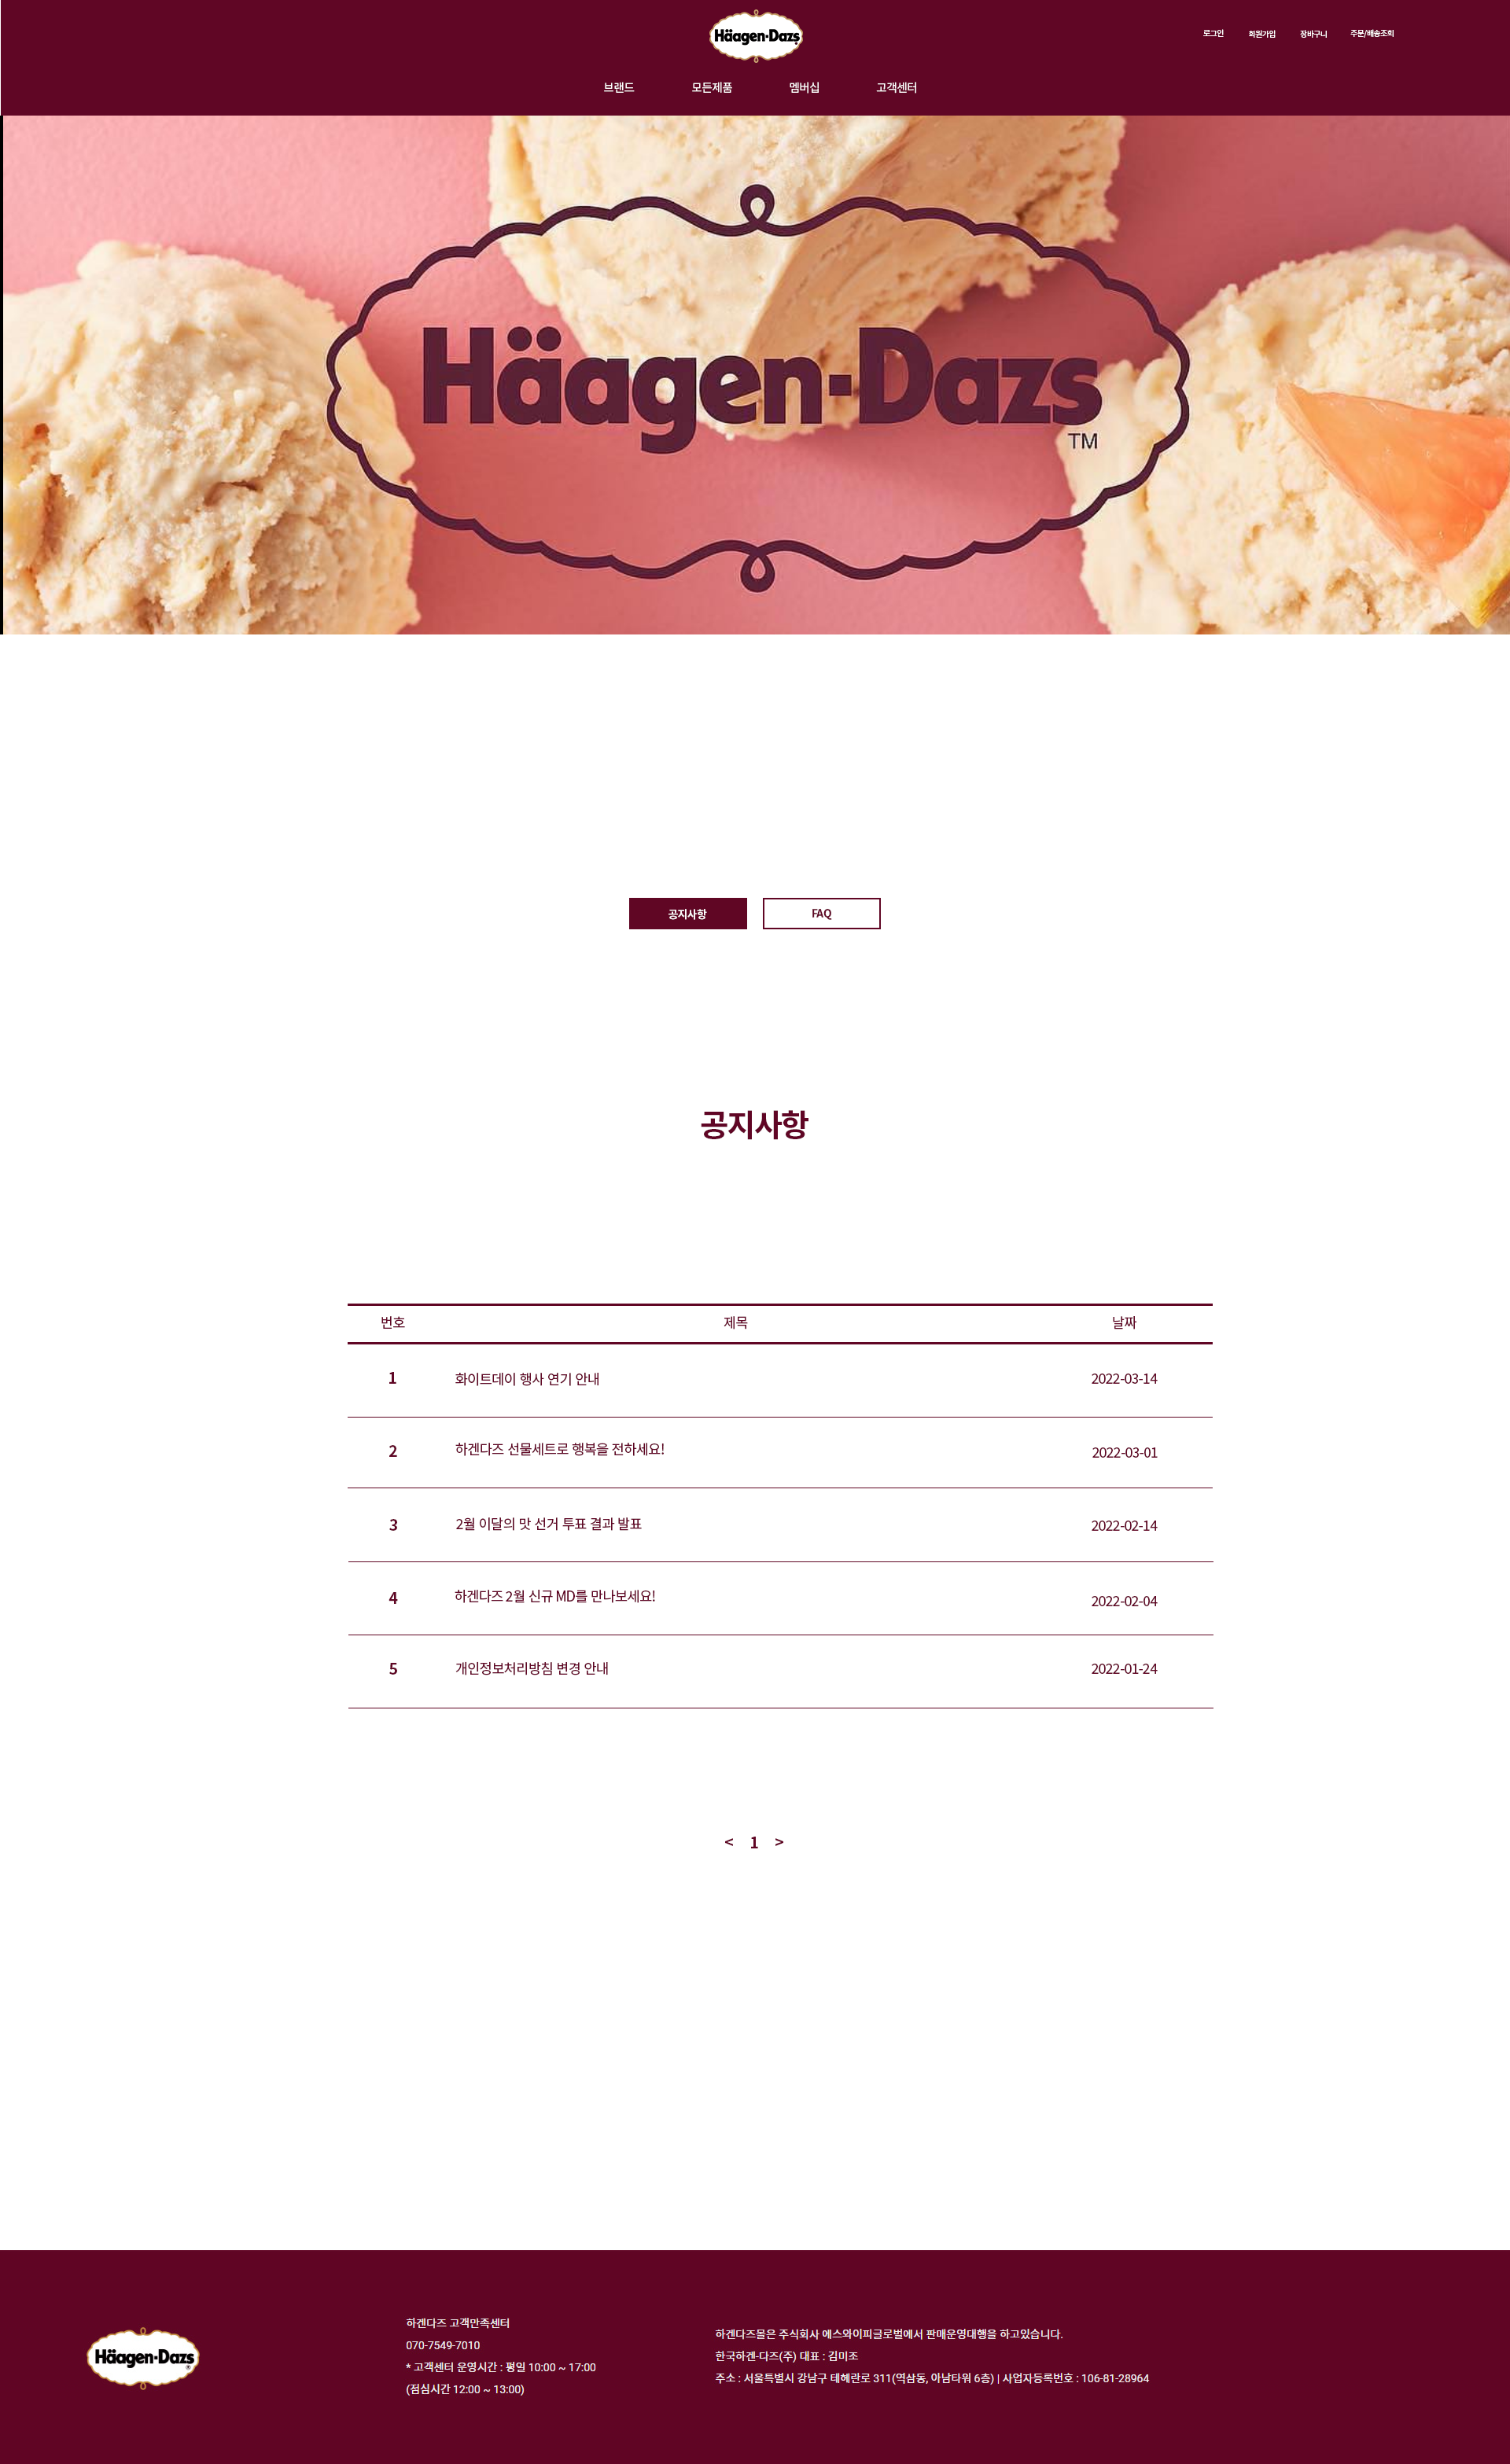 Häagen-Dazs
로그인 회원가입 장바구니 주문/배송조회
브랜드 모든제품 멤버십 고객센터
Häagen-Dazs
TM
공지사항 FAQ
공지사항
번호 제목 날짜
1 화이트데이 행사 연기 안내 2022-03-14
2 하겐다즈 선물세트로 행복을 전하세요! 2022-03-01
3 2월 이달의 맛 선거 투표 결과 발표 2022-02-14
4 하겐다즈 2월 신규 MD를 만나보세요! 2022-02-04
5 개인정보처리방침 변경 안내 2022-01-24
< 1 >
Häagen-Dazs®
하겐다즈 고객만족센터
070-7549-7010
* 고객센터 운영시간 : 평일 10:00 ~ 17:00
(점심시간 12:00 ~ 13:00)
하겐다즈몰은 주식회사 에스와이피글로벌에서 판매운영대행을 하고있습니다.
한국하겐-다즈(주) 대표 : 김미조
주소 : 서울특별시 강남구 테헤란로 311(역삼동, 아남타워 6층) | 사업자등록번호 : 106-81-28964